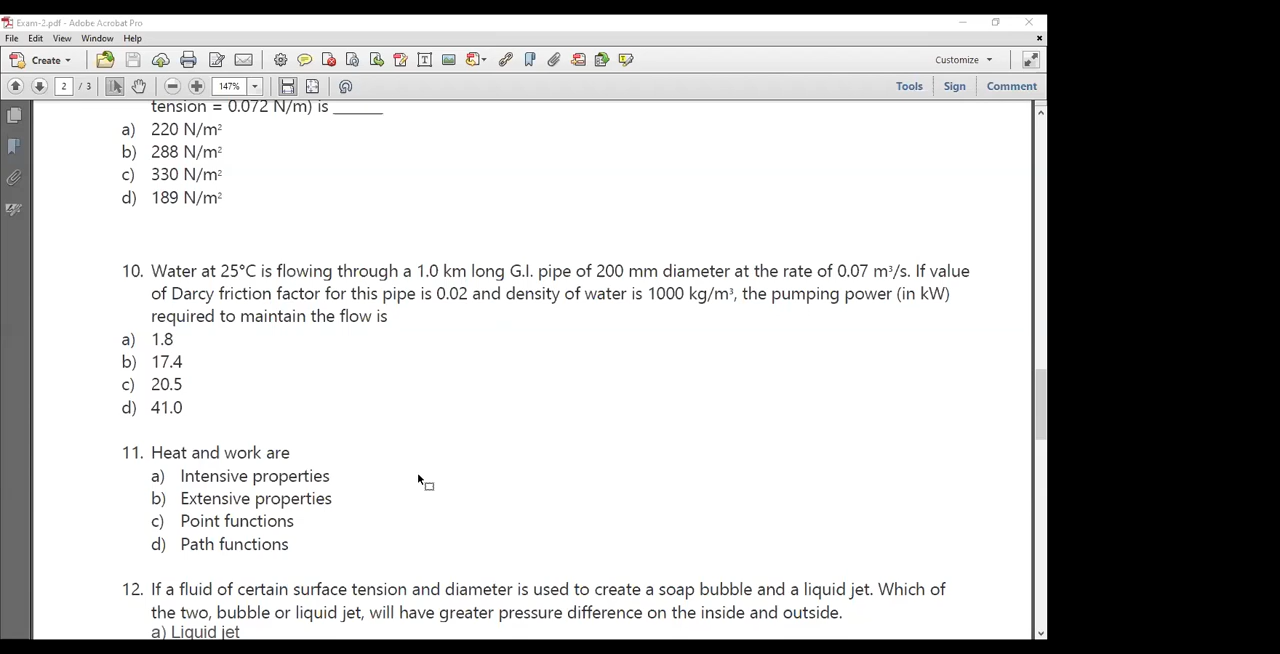 Exam-2.pdf - Adobe Acrobat Pro
File Edit View Window Help
Create
Customize
2 / 3 147% Tools Sign Comment
tension = 0.072 N/m) is ______
a) 220 N/m²
b) 288 N/m²
c) 330 N/m²
d) 189 N/m²
10. Water at 25°C is flowing through a 1.0 km long G.I. pipe of 200 mm diameter at the rate of 0.07 m³/s. If value
of Darcy friction factor for this pipe is 0.02 and density of water is 1000 kg/m³, the pumping power (in kW)
required to maintain the flow is
a) 1.8
b) 17.4
c) 20.5
d) 41.0
11. Heat and work are
a) Intensive properties
b) Extensive properties
c) Point functions
d) Path functions
12. If a fluid of certain surface tension and diameter is used to create a soap bubble and a liquid jet. Which of
the two, bubble or liquid jet, will have greater pressure difference on the inside and outside.
a) Liquid jet